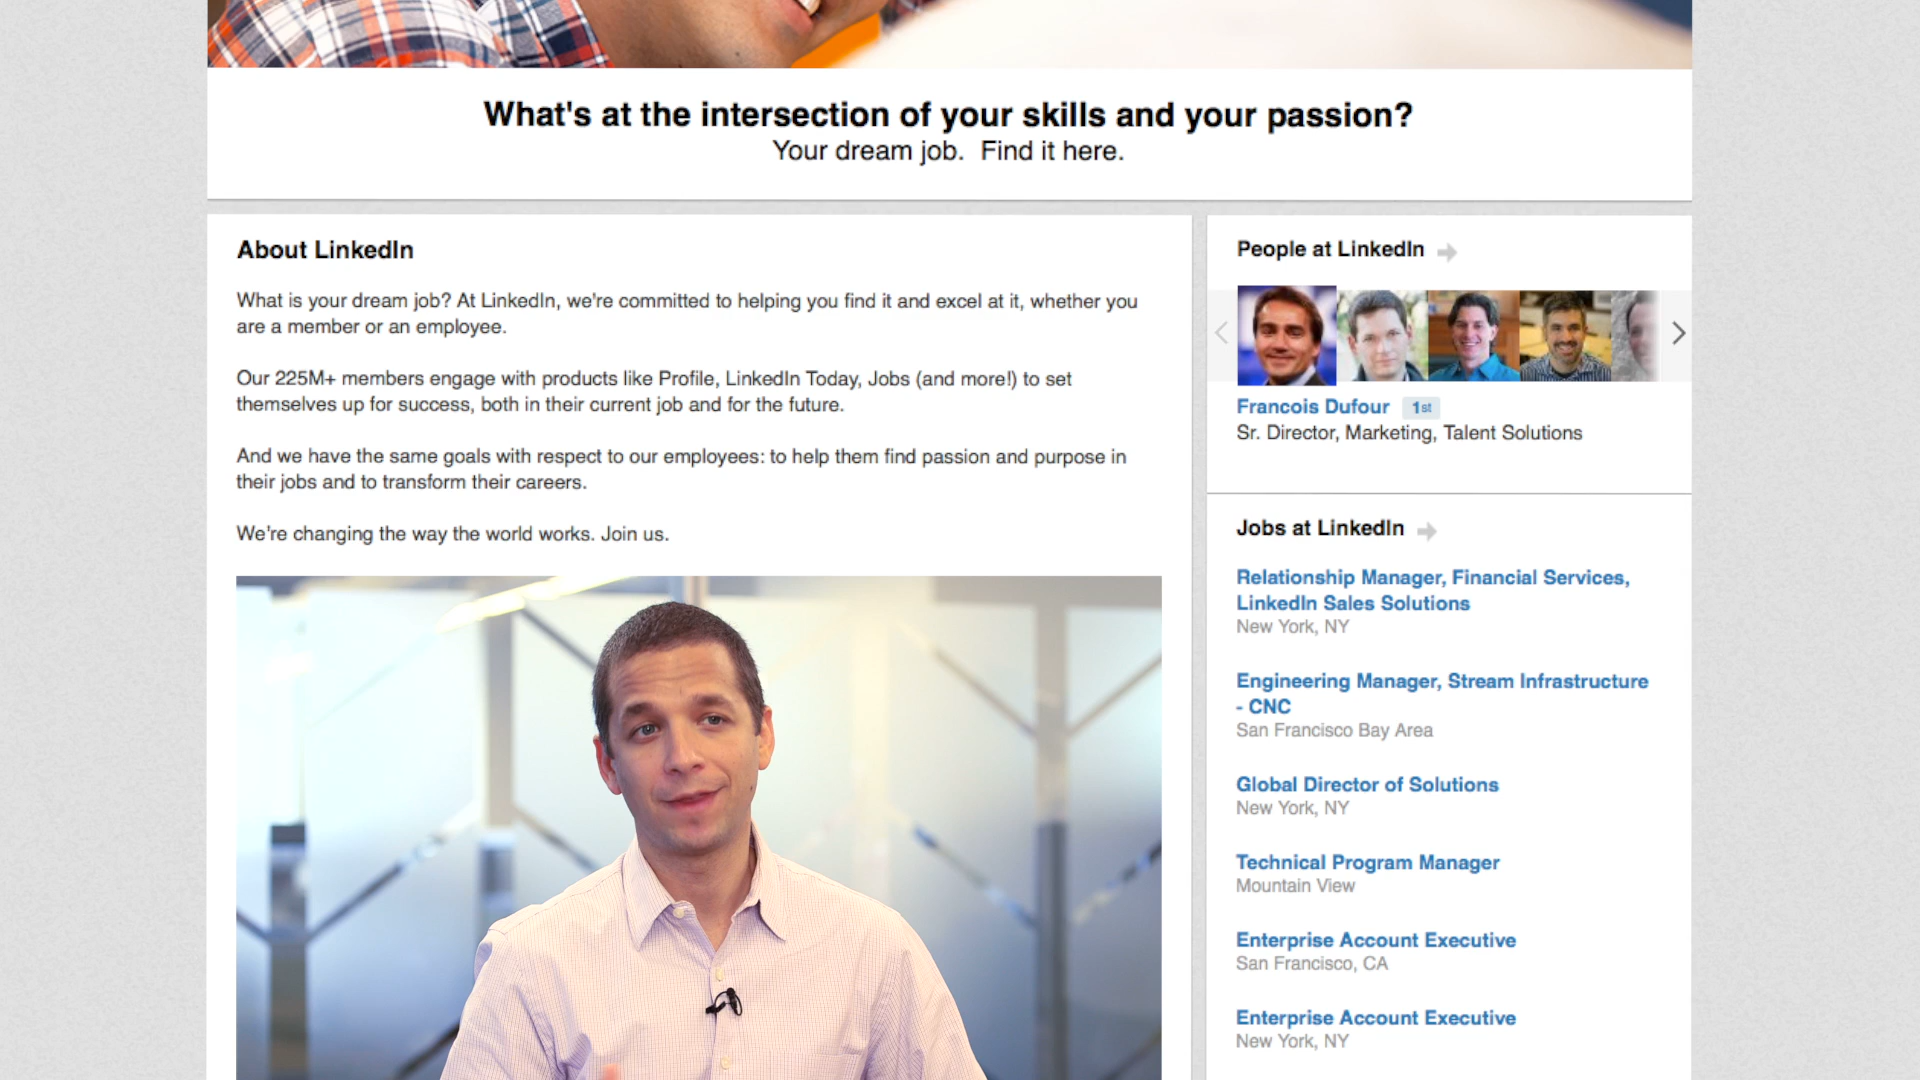 What's at the intersection of your skills and your passion?
Your dream job.  Find it here.
About LinkedIn
What is your dream job? At LinkedIn, we're committed to helping you find it and excel at it, whether you
are a member or an employee.
Our 225M+ members engage with products like Profile, LinkedIn Today, Jobs (and more!) to set
themselves up for success, both in their current job and for the future.
And we have the same goals with respect to our employees: to help them find passion and purpose in
their jobs and to transform their careers.
We're changing the way the world works. Join us.
People at LinkedIn
Francois Dufour 1st
Sr. Director, Marketing, Talent Solutions
Jobs at LinkedIn
Relationship Manager, Financial Services,
LinkedIn Sales Solutions
New York, NY
Engineering Manager, Stream Infrastructure
- CNC
San Francisco Bay Area
Global Director of Solutions
New York, NY
Technical Program Manager
Mountain View
Enterprise Account Executive
San Francisco, CA
Enterprise Account Executive
New York, NY